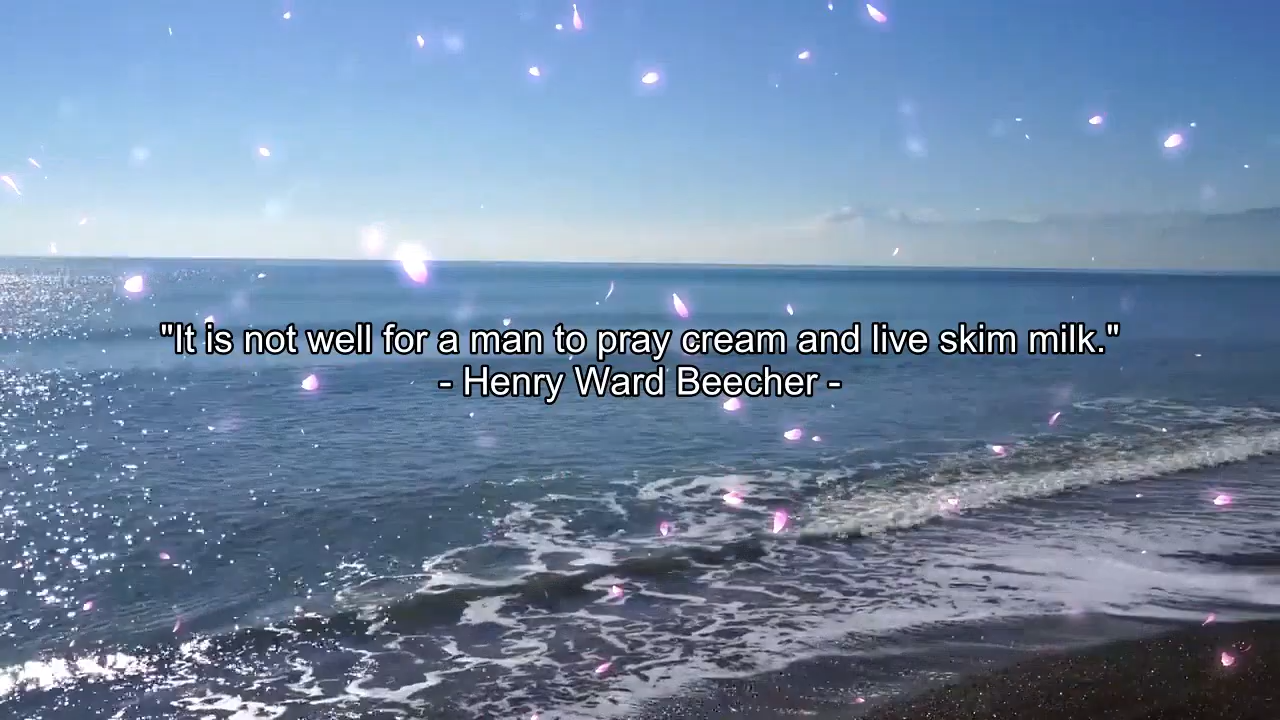 "It is not well for a man to pray cream and live skim milk."
- Henry Ward Beecher -